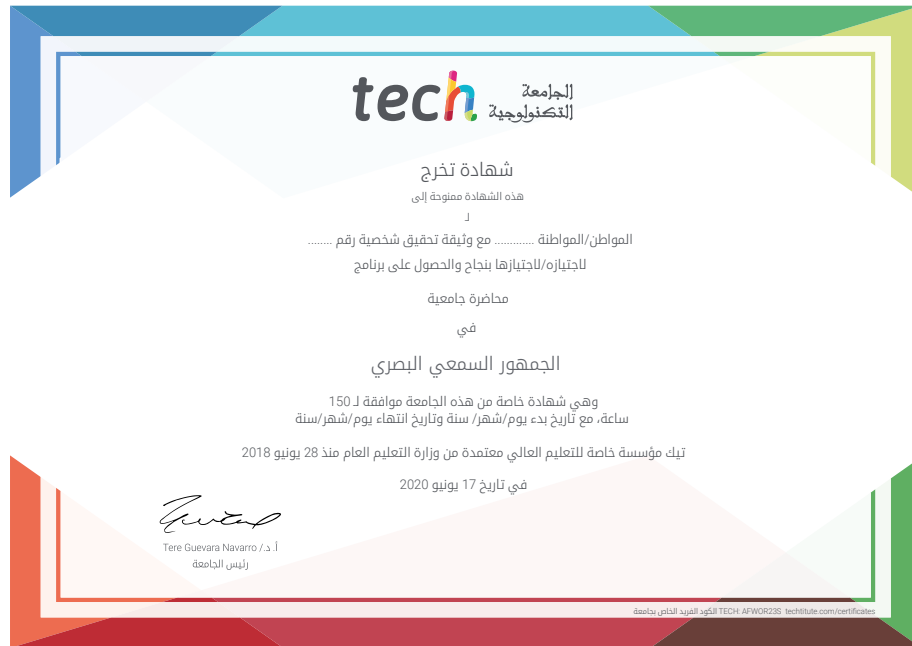 tech الجامعة
التكنولوجية
شهادة تخرج
هذه الشهادة ممنوحة إلى
لـ
المواطن/المواطنة ............ مع وثيقة تحقيق شخصية رقم ........
لاجتيازه/لاجتيازها بنجاح والحصول على برنامج
محاضرة جامعية
في
الجمهور السمعي البصري
وهي شهادة خاصة من هذه الجامعة موافقة لـ 150
ساعة، مع تاريخ بدء يوم/شهر/ سنة وتاريخ انتهاء يوم/شهر/سنة
تيك مؤسسة خاصة للتعليم العالي معتمدة من وزارة التعليم العام منذ 28 يونيو 2018
في تاريخ 17 يونيو 2020
أ.د./ Tere Guevara Navarro
رئيس الجامعة
الكود الفريد الخاص بجامعة TECH: AFWOR23S techtitute.com/certificates